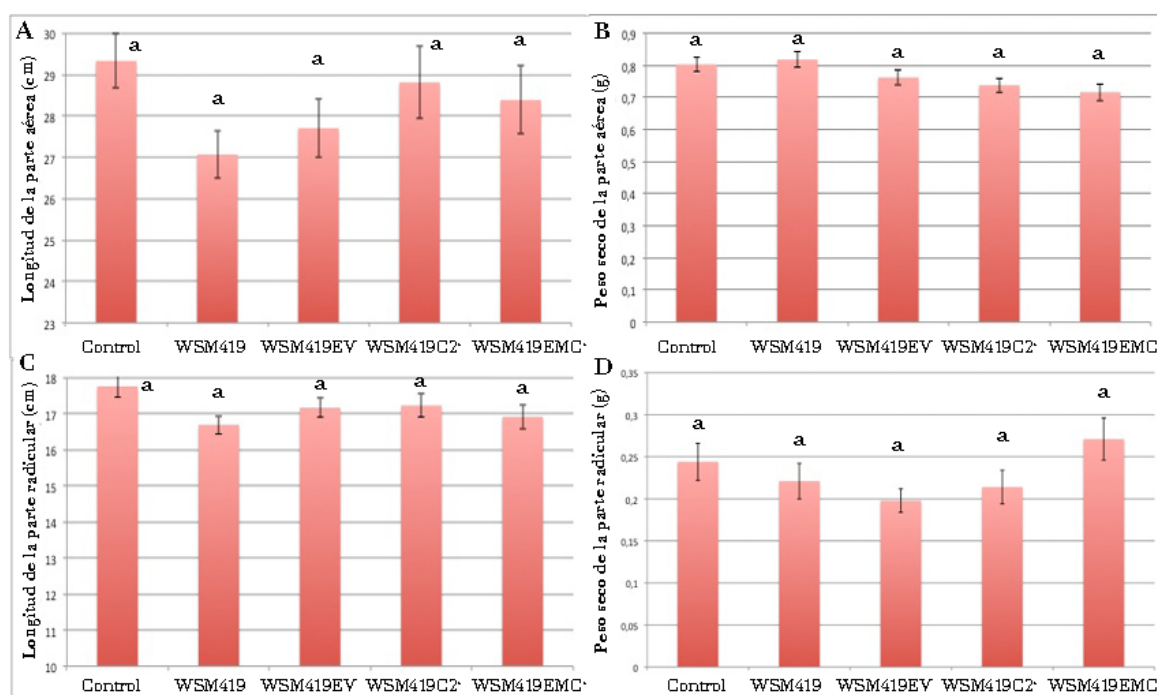 A
Longitud de la parte aérea (cm)
30
29
28
27
26
25
24
23
a
a
a
a
a
Control WSM419 WSM419EV WSM419C2+ WSM419EMC+
B
Peso seco de la parte aérea (g)
0,9
0,8
0,7
0,6
0,5
0,4
0,3
0,2
0,1
0
a
a
a
a
a
Control WSM419 WSM419EV WSM419C2+ WSM419EMC
C
Longitud de la parte radicular (cm)
18
17
16
15
14
13
12
11
10
a
a
a
a
a
Control WSM419 WSM419EV WSM419C2+ WSM419EMC+
D
Peso seco de la parte radicular (g)
0,35
0,3
0,25
0,2
0,15
0,1
0,05
0
a
a
a
a
a
Control WSM419 WSM419EV WSM419C2+ WSM419EMC+